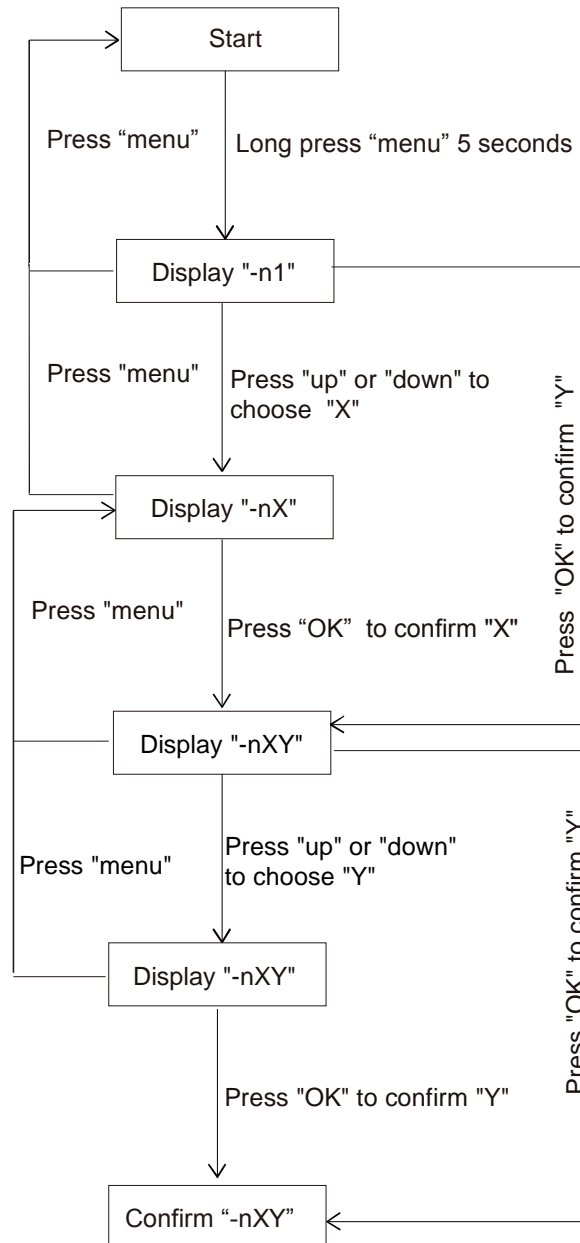 Start
Press “menu”
Long press “menu” 5 seconds
Display "-n1"
Press "menu"
Press "up" or "down" to
choose "X"
Press "OK" to confirm "Y"
Display "-nX"
Press "menu"
Press “OK” to confirm "X"
Display "-nXY"
Press "menu"
Press "up" or "down"
to choose "Y"
Press "OK" to confirm "Y"
Display "-nXY"
Press "OK" to confirm "Y"
Confirm “-nXY”